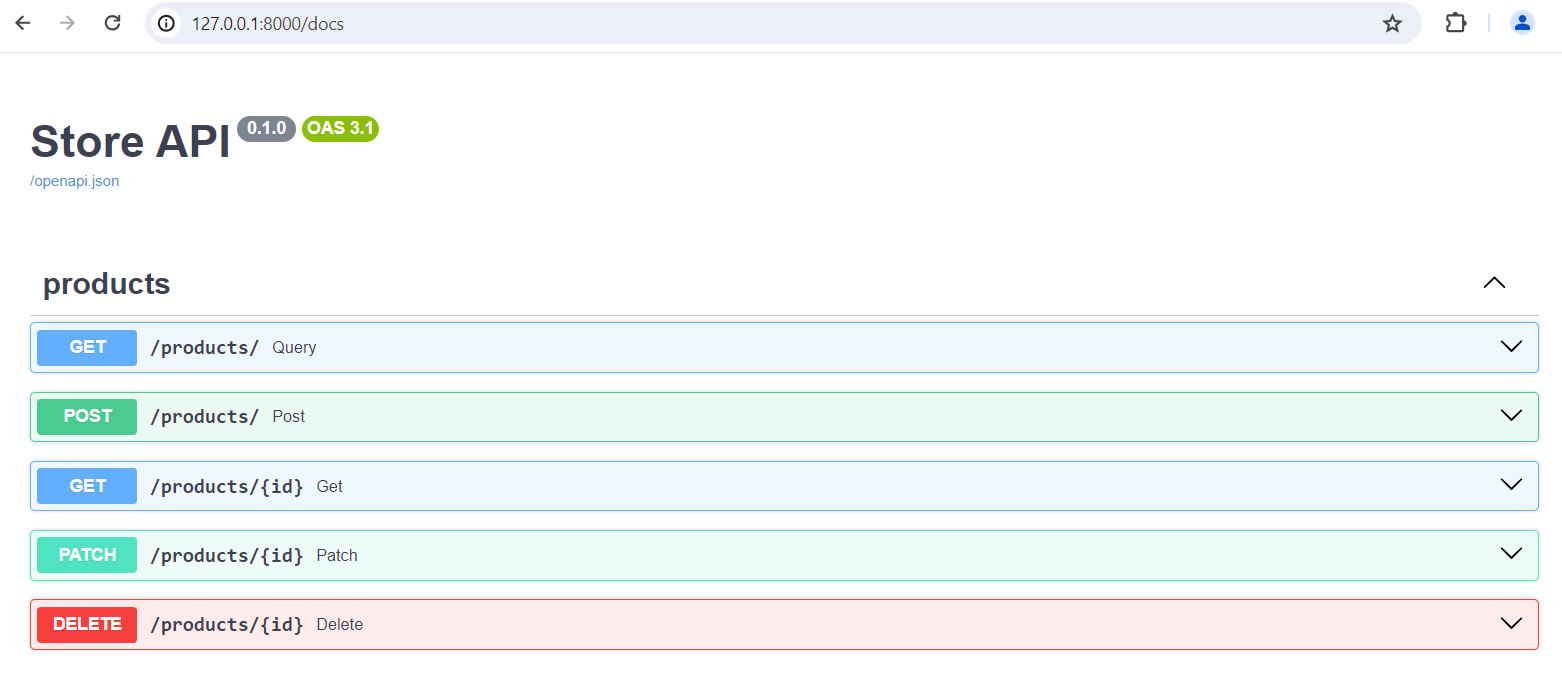 127.0.0.1:8000/docs
Store API 0.1.0 OAS 3.1
/openapi.json
products
GET /products/ Query
POST /products/ Post
GET /products/{id} Get
PATCH /products/{id} Patch
DELETE /products/{id} Delete